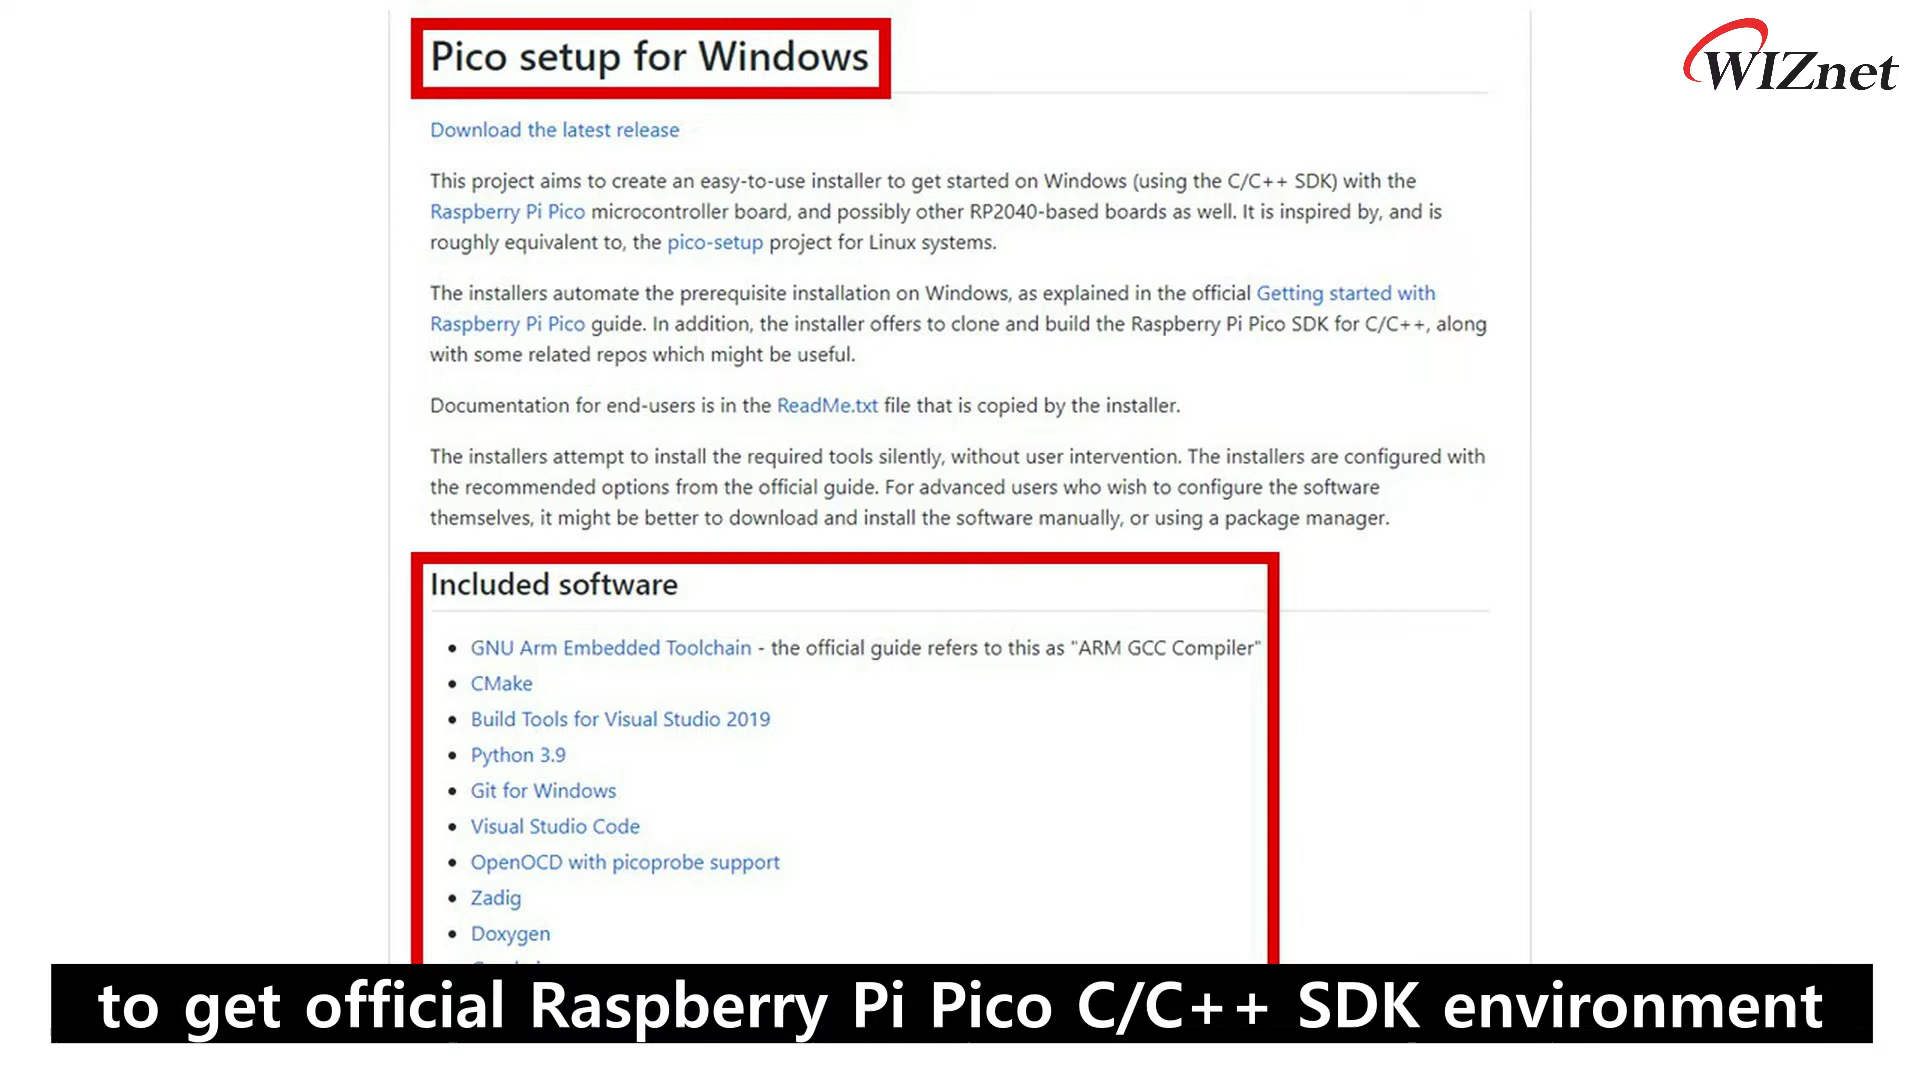 Pico setup for Windows
WIZnet
Download the latest release
This project aims to create an easy-to-use installer to get started on Windows (using the C/C++ SDK) with the
Raspberry Pi Pico microcontroller board, and possibly other RP2040-based boards as well. It is inspired by, and is
roughly equivalent to, the pico-setup project for Linux systems.
The installers automate the prerequisite installation on Windows, as explained in the official Getting started with
Raspberry Pi Pico guide. In addition, the installer offers to clone and build the Raspberry Pi Pico SDK for C/C++, along
with some related repos which might be useful.
Documentation for end-users is in the ReadMe.txt file that is copied by the installer.
The installers attempt to install the required tools silently, without user intervention. The installers are configured with
the recommended options from the official guide. For advanced users who wish to configure the software
themselves, it might be better to download and install the software manually, or using a package manager.
Included software
• GNU Arm Embedded Toolchain - the official guide refers to this as "ARM GCC Compiler"
• CMake
• Build Tools for Visual Studio 2019
• Python 3.9
• Git for Windows
• Visual Studio Code
• OpenOCD with picoprobe support
• Zadig
• Doxygen
to get official Raspberry Pi Pico C/C++ SDK environment